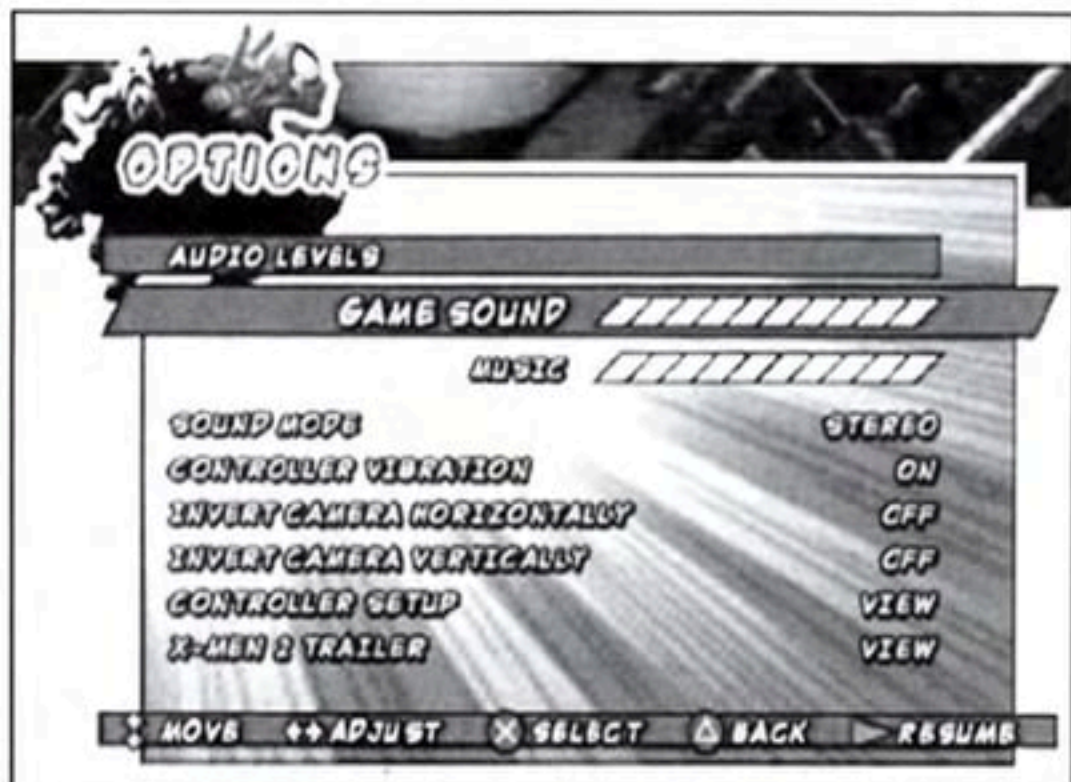 OPTIONS
AUDIO LEVELS
GAME SOUND
MUSIC
SOUND MODE STEREO
CONTROLLER VIBRATION ON
INVERT CAMERA HORIZONTALLY OFF
INVERT CAMERA VERTICALLY OFF
CONTROLLER SETUP VIEW
X-MEN 2 TRAILER VIEW
MOVE ADJUST SELECT BACK RESUME